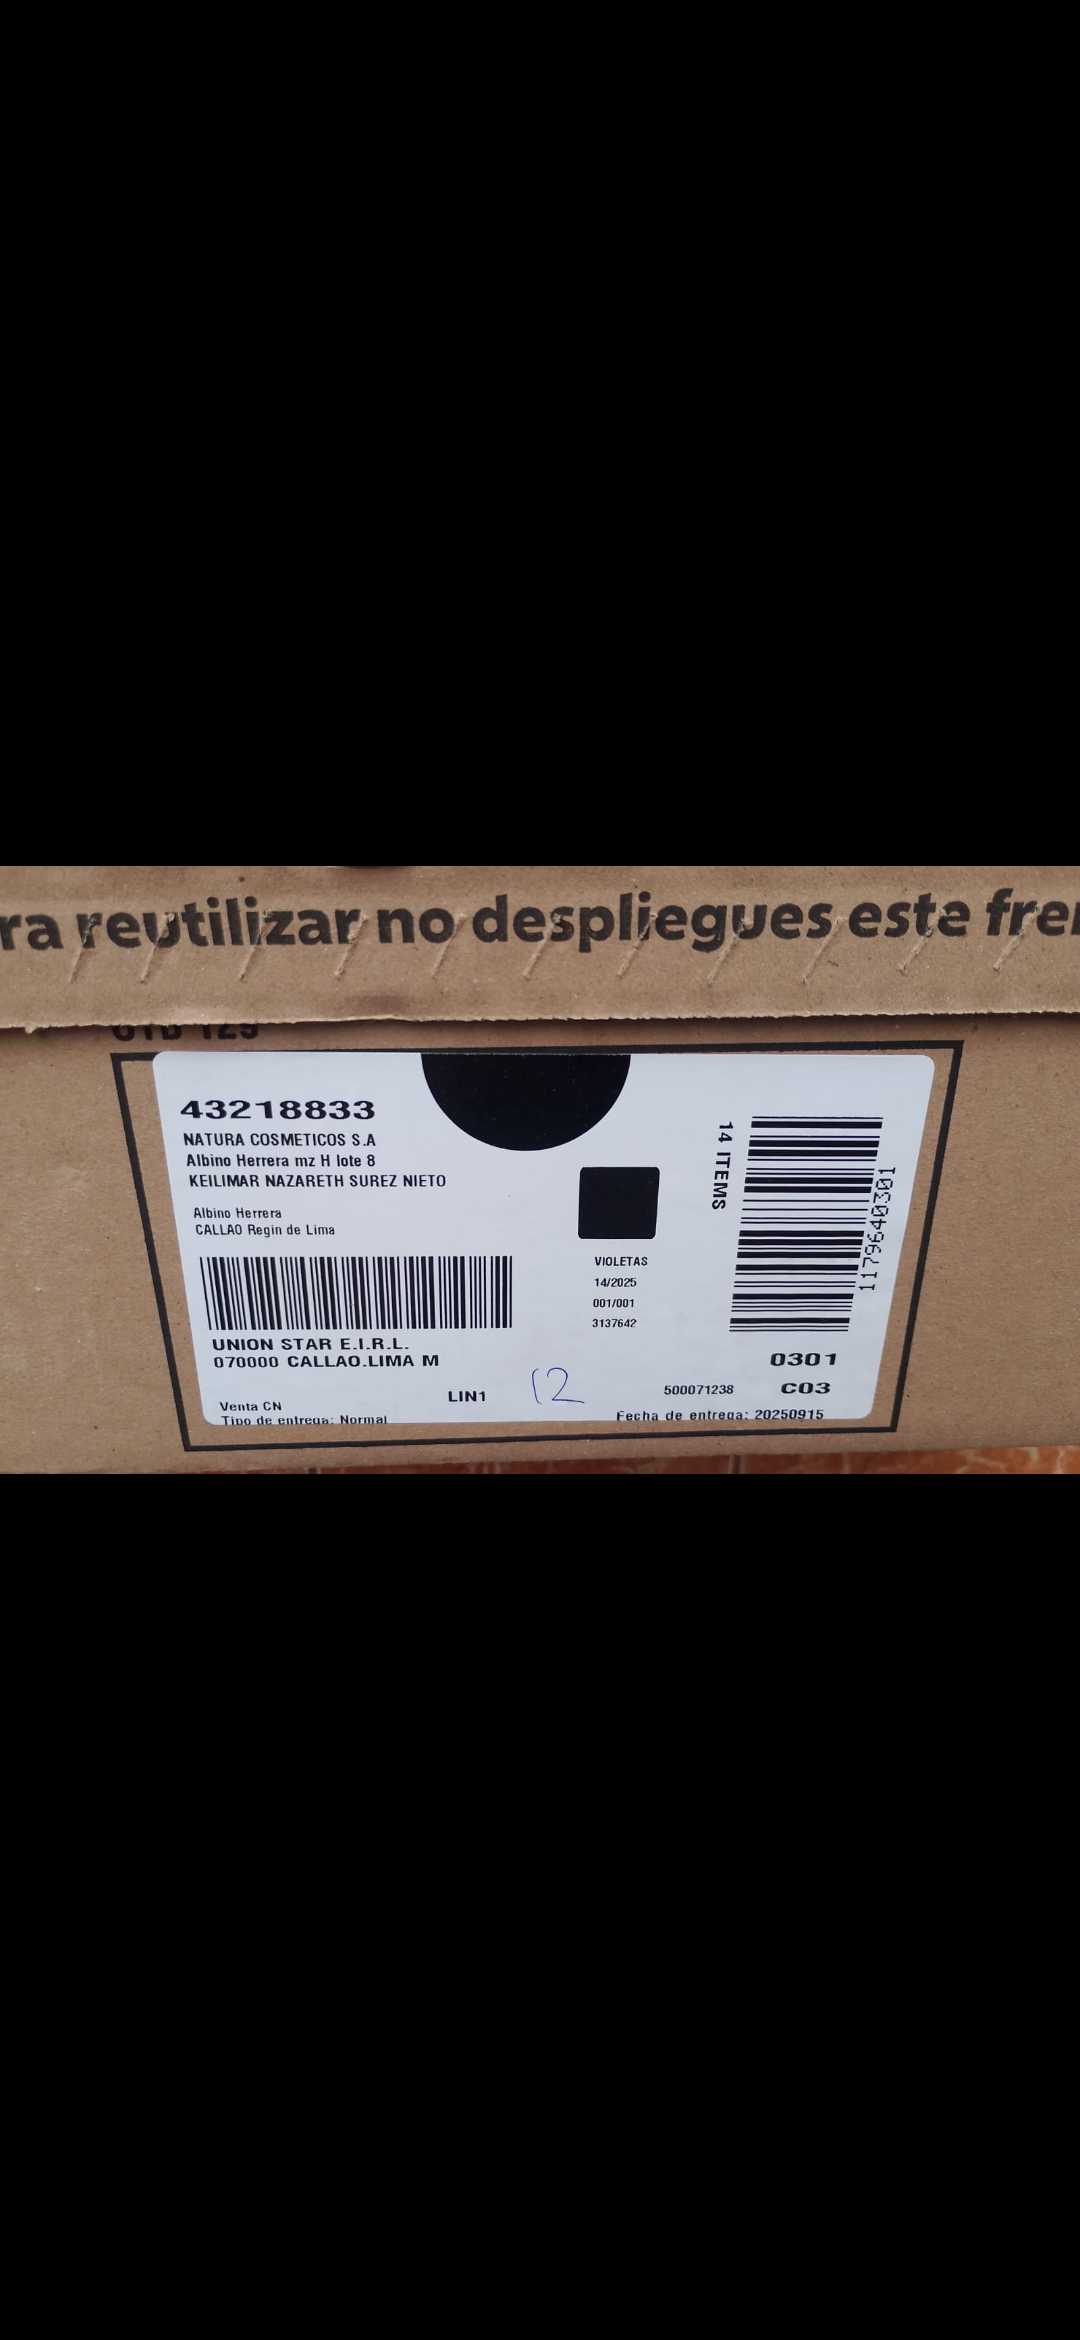 ra reutilizar no despliegues este fre
43218833
NATURA COSMETICOS S.A
Albino Herrera mz H lote 8
KEILIMAR NAZARETH SUREZ NIETO
Albino Herrera
CALLAO Regin de Lima
UNION STAR E.I.R.L.
070000 CALLAO.LIMA M
Venta CN
Tipo de entrega: Normal
LIN1
12
VIOLETAS
14/2025
001/001
3137642
14 ITEMS
1179640301
0301
500071238
C03
Fecha de entrega: 20250915